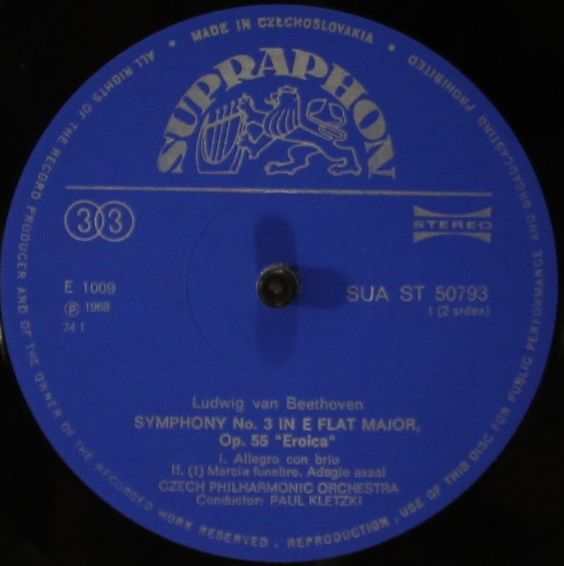 • MADE IN CZECHOSLOVAKIA •
ALL RIGHTS OF THE RECORD PRODUCER AND OF THE OWNER OF THE RECORDED WORK RESERVED . REPRODUCTION . USE OF THIS DISC FOR PUBLIC PERFORMANCE AND BROADCASTING PROHIBITED
SUPRAPHON
33
STEREO
E 1009
SUA ST 50793
Ⓟ 1968
1 (2 sides)
74 1
Ludwig van Beethoven
SYMPHONY No. 3 IN E FLAT MAJOR,
Op. 55 "Eroica"
I. Allegro con brio
II. (1) Marcia funebre. Adagio assai
CZECH PHILHARMONIC ORCHESTRA
Conductor: PAUL KLETZKI